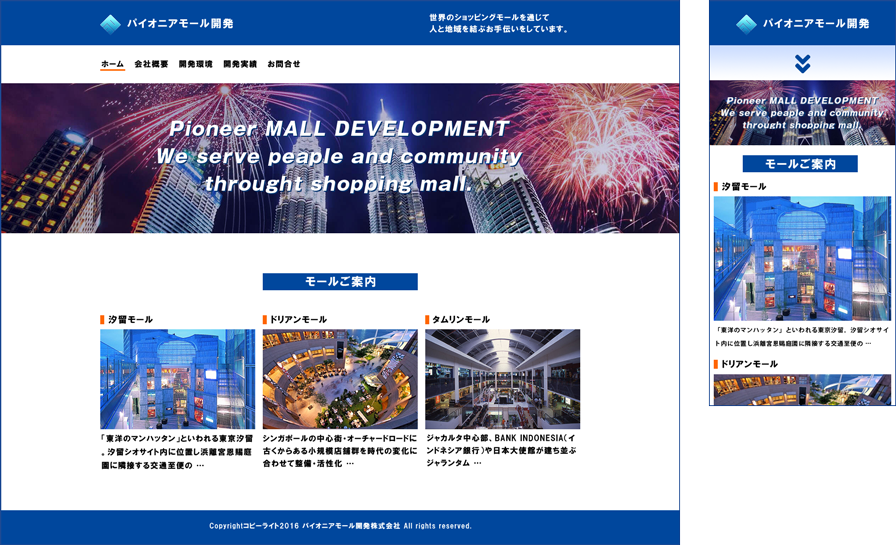 パイオニアモール開発
世界のショッピングモールを通じて
人と地域を結ぶお手伝いをしています。
ホーム 会社概要 開発環境 開発実績 お問合せ
Pioneer MALL DEVELOPMENT
We serve peaple and community
throught shopping mall.
モールご案内
汐留モール
「東洋のマンハッタン」といわれる東京汐留
。汐留シオサイト内に位置し浜離宮恩賜庭
園に隣接する交通至便の …
ドリアンモール
シンガポールの中心街・オーチャードロードに
古くからある小規模店舗群を時代の変化に
合わせて整備・活性化 …
タムリンモール
ジャカルタ中心部、BANK INDONESIA（イ
ンドネシア銀行）や日本大使館が建ち並ぶ
ジャランタム …
Copyrightコピーライト2016 パイオニアモール開発株式会社 All rights reserved.
パイオニアモール開発
Pioneer MALL DEVELOPMENT
We serve peaple and community
throught shopping mall.
モールご案内
汐留モール
「東洋のマンハッタン」といわれる東京汐留。汐留シオサイ
ト内に位置し浜離宮恩賜庭園に隣接する交通至便の …
ドリアンモール